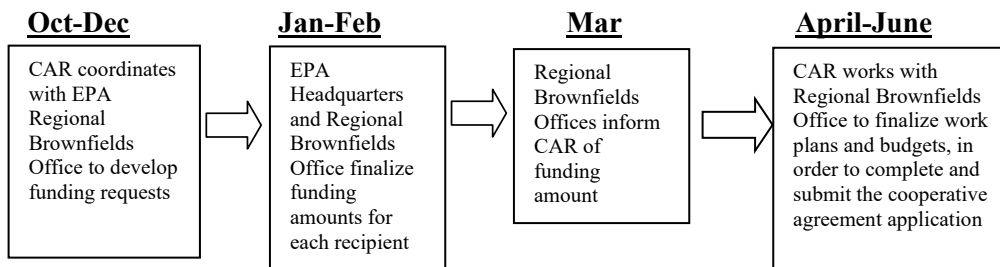 Oct-Dec
CAR coordinates
with EPA
Regional
Brownfields
Office to develop
funding requests
Jan-Feb
EPA
Headquarters
and Regional
Brownfields
Office finalize
funding
amounts for
each recipient
Mar
Regional
Brownfields
Offices inform
CAR of
funding
amount
April-June
CAR works with
Regional Brownfields
Office to finalize work
plans and budgets, in
order to complete and
submit the cooperative
agreement application